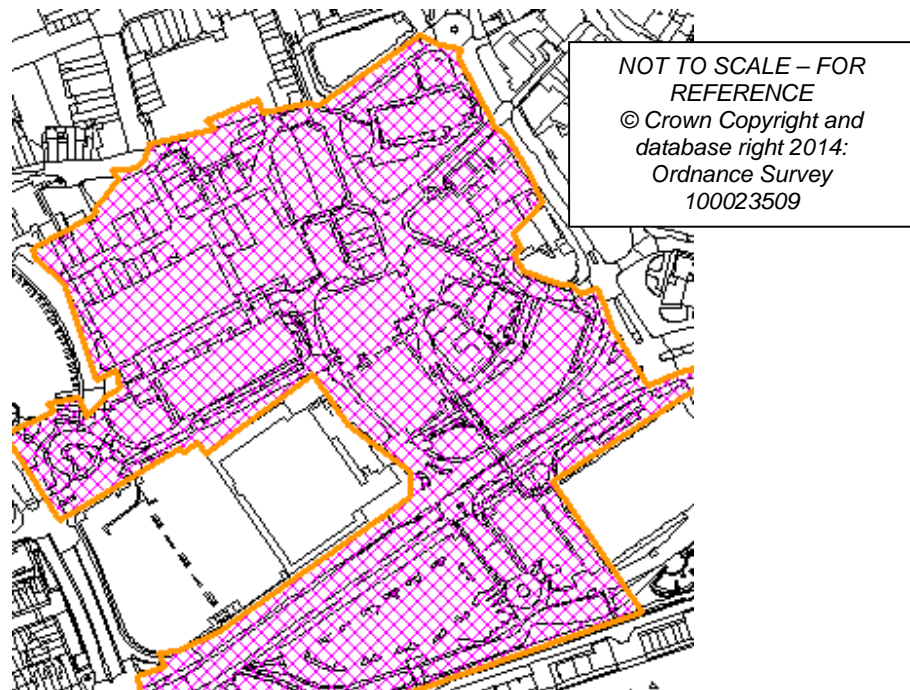 NOT TO SCALE – FOR
REFERENCE
© Crown Copyright and
database right 2014:
Ordnance Survey
100023509